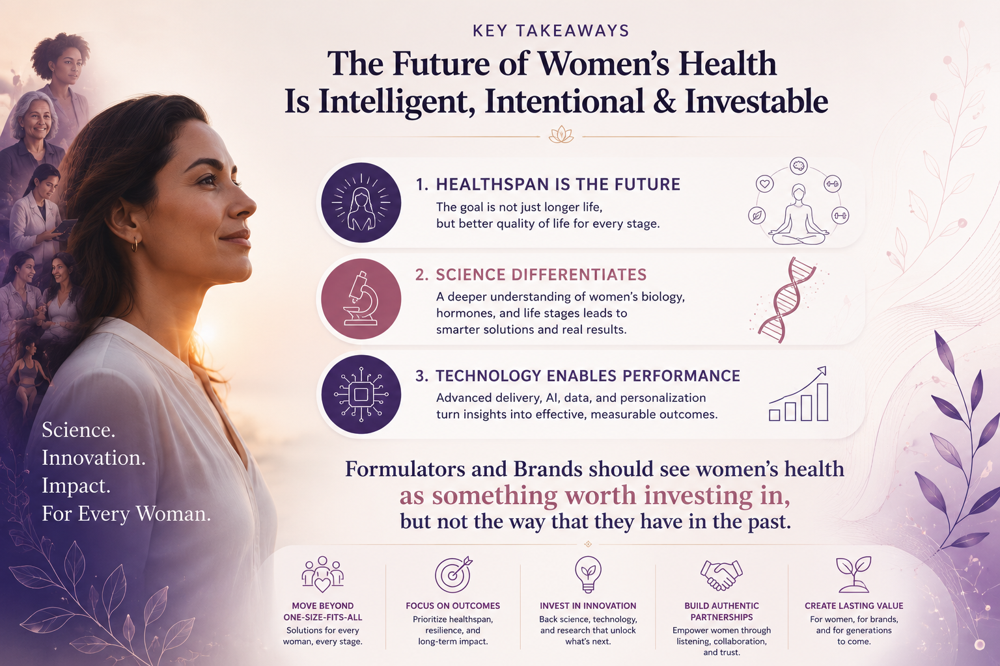 KEY TAKEAWAYS
The Future of Women's Health
Is Intelligent, Intentional & Investable
1. HEALTHSPAN IS THE FUTURE
The goal is not just longer life,
but better quality of life for every stage.
2. SCIENCE DIFFERENTIATES
A deeper understanding of women's biology,
hormones, and life stages leads to
smarter solutions and real results.
3. TECHNOLOGY ENABLES PERFORMANCE
Advanced delivery, AI, data, and personalization
turn insights into effective, measurable outcomes.
Science.
Innovation.
Impact.
For Every Woman.
Formulators and Brands should see women's health
as something worth investing in,
but not the way that they have in the past.
MOVE BEYOND
ONE-SIZE-FITS-ALL
Solutions for every
woman, every stage.
FOCUS ON OUTCOMES
Prioritize healthspan,
resilience, and
long-term impact.
INVEST IN INNOVATION
Back science, technology,
and research that unlock
what's next.
BUILD AUTHENTIC
PARTNERSHIPS
Empower women through
listening, collaboration,
and trust.
CREATE LASTING VALUE
For women, for brands,
and for generations
to come.